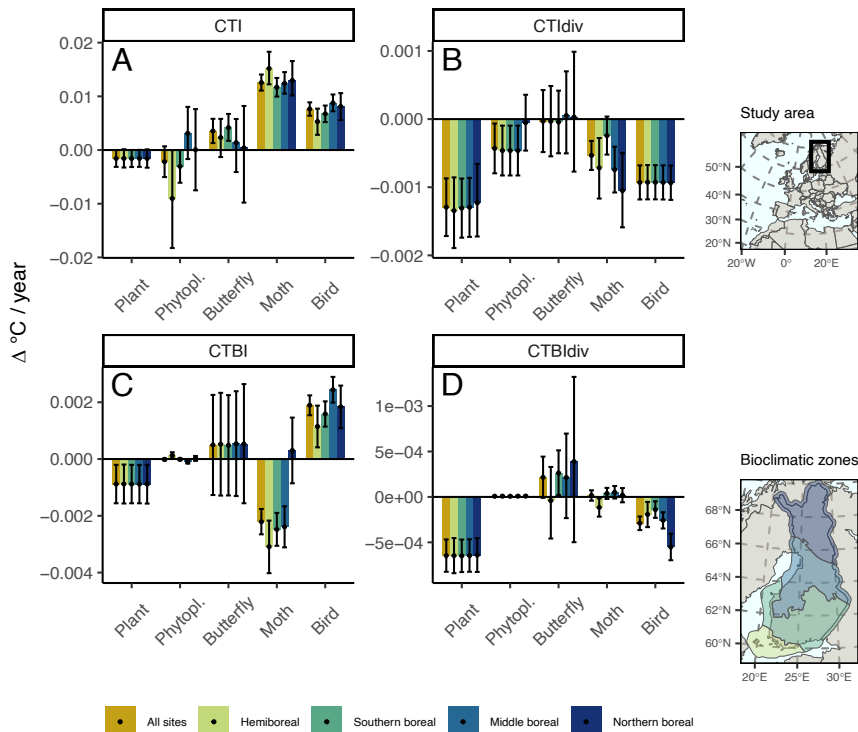 CTI
CTIdiv
A
B
0.02
0.01
0.00
−0.01
−0.02
0.001
0.000
−0.001
−0.002
Plant
Phytopl.
Butterfly
Moth
Bird
Plant
Phytopl.
Butterfly
Moth
Bird
Δ °C / year
CTBI
CTBIdiv
C
D
0.002
0.000
−0.002
−0.004
1e−03
5e−04
0e+00
−5e−04
Plant
Phytopl.
Butterfly
Moth
Bird
Plant
Phytopl.
Butterfly
Moth
Bird
Study area
50°N
40°N
30°N
20°N
20°W 0° 20°E
Bioclimatic zones
68°N
66°N
64°N
62°N
60°N
20°E 25°E 30°E
All sites
Hemiboreal
Southern boreal
Middle boreal
Northern boreal